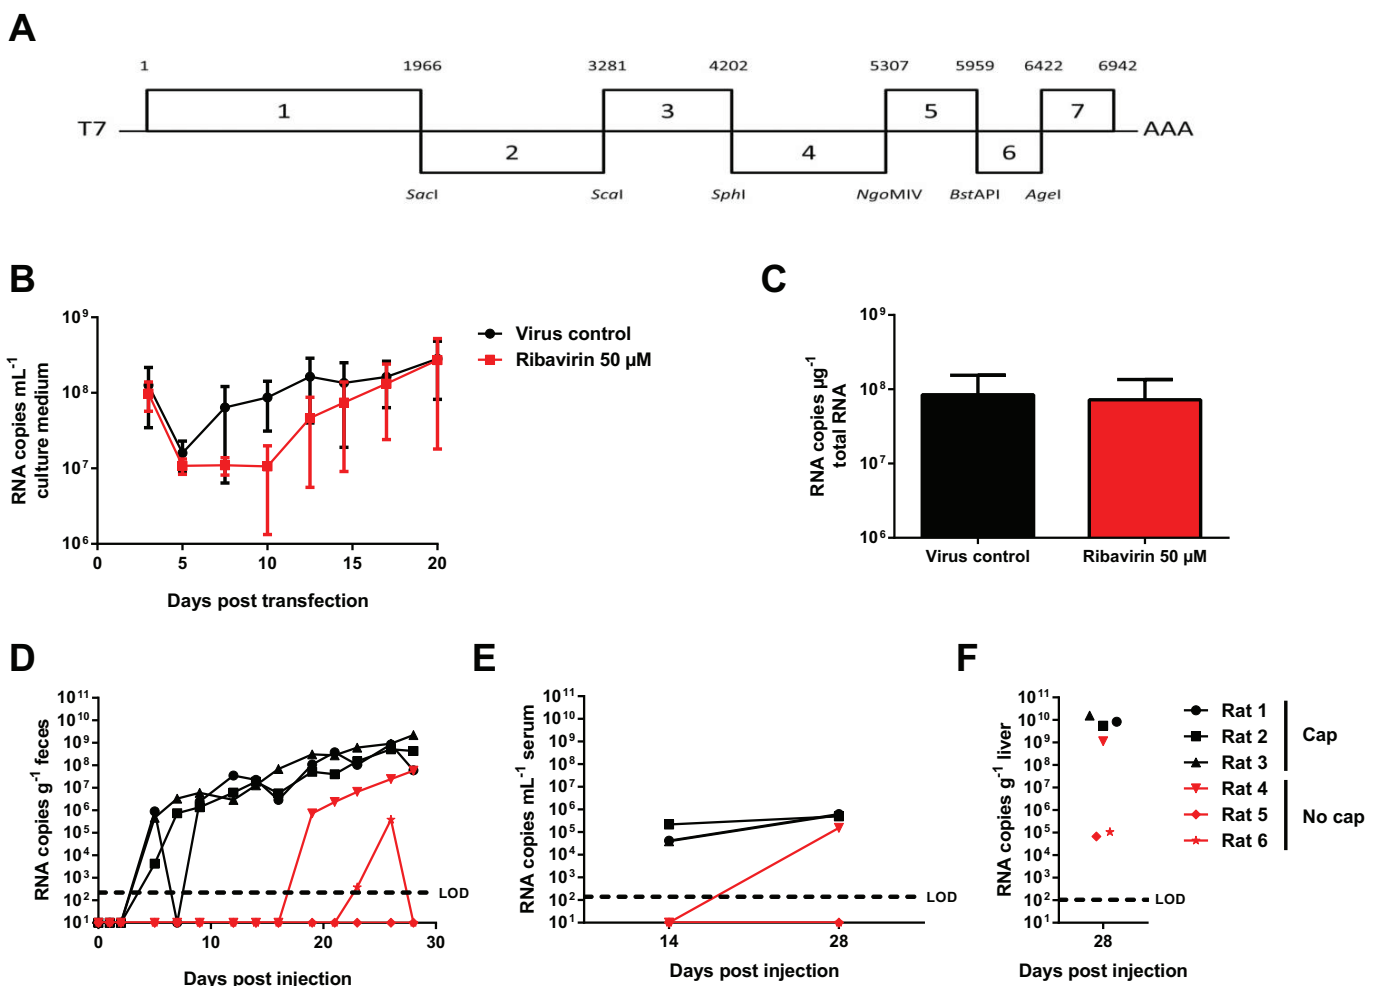 A
1 1966 3281 4202 5307 5959 6422 6942
T7 1 2 3 4 5 6 7 AAA
SacI ScaI SphI NgoMIV BstAPI AgeI
B
RNA copies mL⁻¹
culture medium
10⁹
10⁸
10⁷
10⁶
0 5 10 15 20
Days post transfection
Virus control
Ribavirin 50 µM
C
RNA copies µg⁻¹
total RNA
10⁹
10⁸
10⁷
10⁶
Virus control Ribavirin 50 µM
D
RNA copies g⁻¹ feces
10¹¹
10¹⁰
10⁹
10⁸
10⁷
10⁶
10⁵
10⁴
10³
10²
10¹
LOD
0 10 20 30
Days post injection
E
RNA copies mL⁻¹ serum
10¹¹
10¹⁰
10⁹
10⁸
10⁷
10⁶
10⁵
10⁴
10³
10²
10¹
LOD
14 28
Days post injection
F
RNA copies g⁻¹ liver
10¹¹
10¹⁰
10⁹
10⁸
10⁷
10⁶
10⁵
10⁴
10³
10²
10¹
LOD
28
Days post injection
Rat 1
Rat 2
Rat 3
Cap
Rat 4
Rat 5
Rat 6
No cap